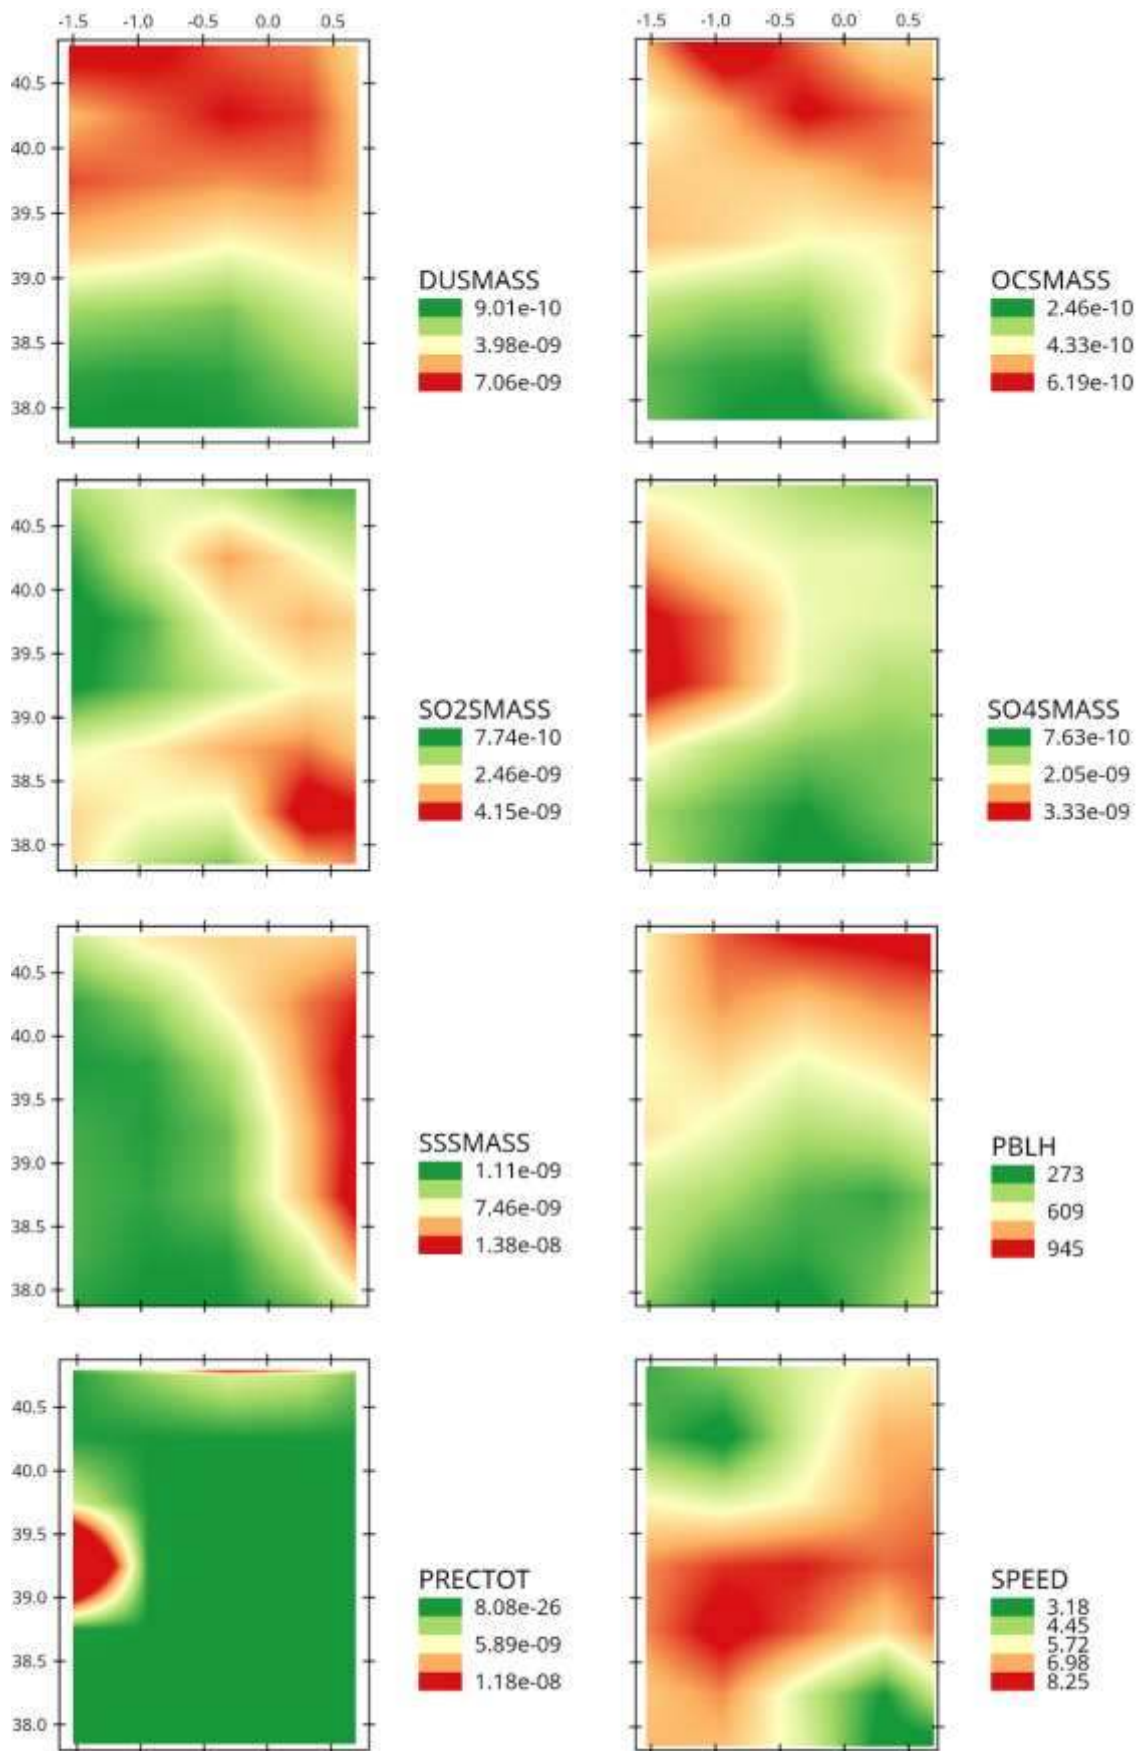 -1.5 -1.0 -0.5 0.0 0.5
-1.5 -1.0 -0.5 0.0 0.5
40.5
40.0
39.5
39.0
38.5
38.0
DUSMASS
9.01e-10
3.98e-09
7.06e-09
OCSMASS
2.46e-10
4.33e-10
6.19e-10
40.5
40.0
39.5
39.0
38.5
38.0
SO2SMASS
7.74e-10
2.46e-09
4.15e-09
SO4SMASS
7.63e-10
2.05e-09
3.33e-09
40.5
40.0
39.5
39.0
38.5
38.0
SSSMASS
1.11e-09
7.46e-09
1.38e-08
PBLH
273
609
945
40.5
40.0
39.5
39.0
38.5
38.0
PRECTOT
8.08e-26
5.89e-09
1.18e-08
SPEED
3.18
4.45
5.72
6.98
8.25